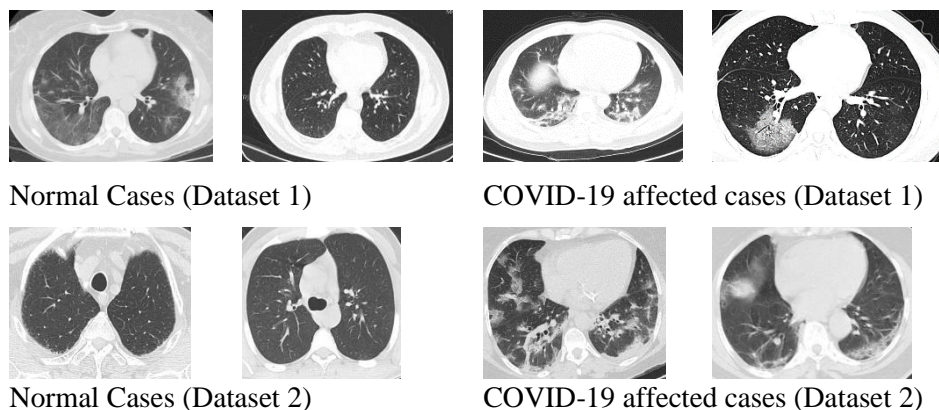 Normal Cases (Dataset 1)
COVID-19 affected cases (Dataset 1)
Normal Cases (Dataset 2)
COVID-19 affected cases (Dataset 2)